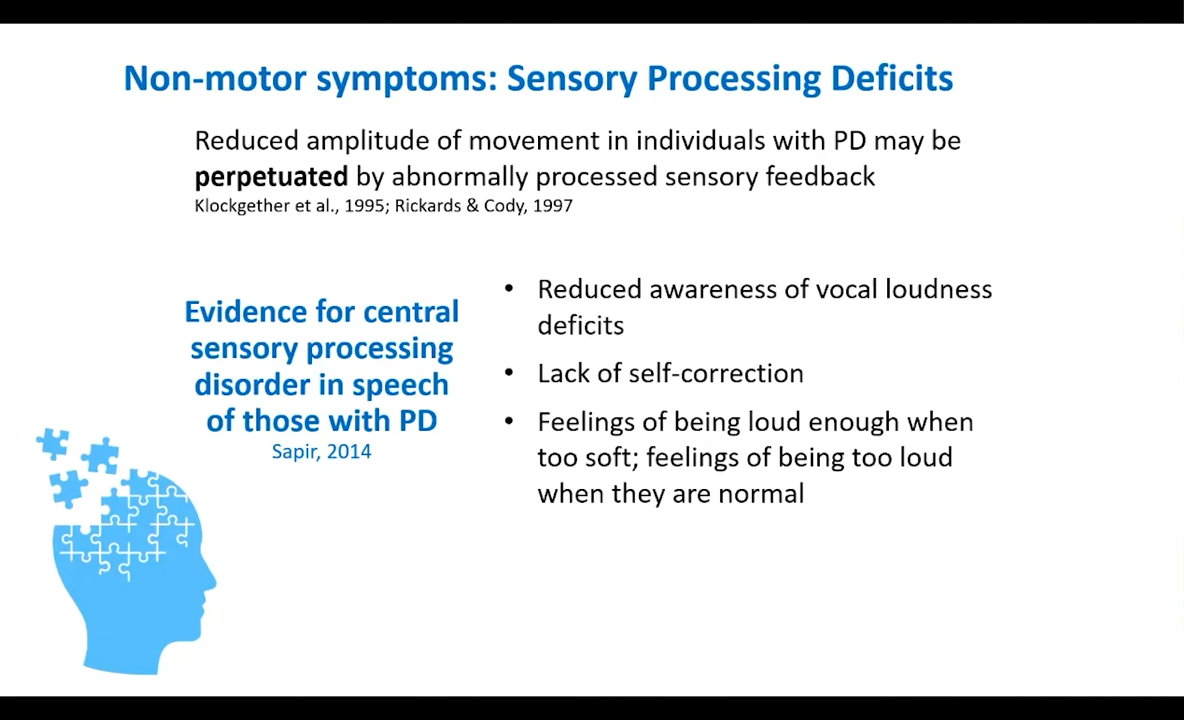 Non-motor symptoms: Sensory Processing Deficits
Reduced amplitude of movement in individuals with PD may be
perpetuated by abnormally processed sensory feedback
Klockgether et al., 1995; Rickards & Cody, 1997
Evidence for central
sensory processing
disorder in speech
of those with PD
Sapir, 2014
• Reduced awareness of vocal loudness
deficits
• Lack of self-correction
• Feelings of being loud enough when
too soft; feelings of being too loud
when they are normal